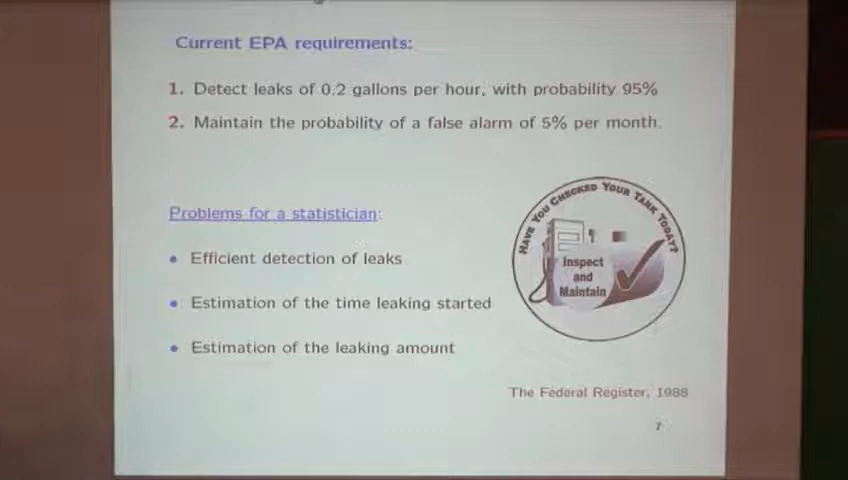 Current EPA requirements:
1. Detect leaks of 0.2 gallons per hour, with probability 95%
2. Maintain the probability of a false alarm of 5% per month.
Problems for a statistician:
• Efficient detection of leaks
• Estimation of the time leaking started
• Estimation of the leaking amount
HAVE YOU CHECKED YOUR TANK TODAY?
Inspect
and
Maintain
The Federal Register, 1988
7